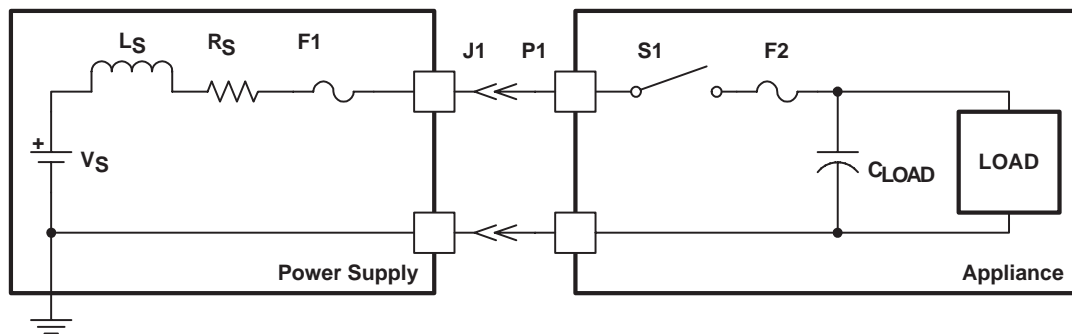 LS
RS
F1
J1
P1
S1
F2
+
VS
CLOAD
LOAD
Power Supply
Appliance